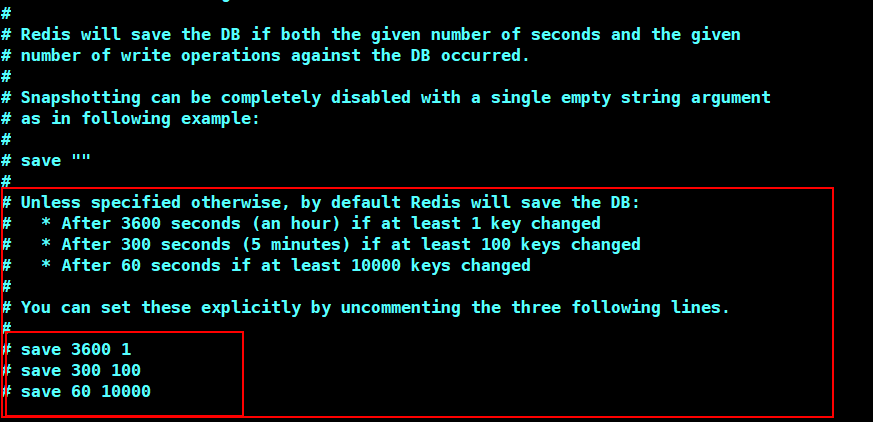 #
# Redis will save the DB if both the given number of seconds and the given
# number of write operations against the DB occurred.
#
# Snapshotting can be completely disabled with a single empty string argument
# as in following example:
#
# save ""
#
# Unless specified otherwise, by default Redis will save the DB:
#   * After 3600 seconds (an hour) if at least 1 key changed
#   * After 300 seconds (5 minutes) if at least 100 keys changed
#   * After 60 seconds if at least 10000 keys changed
#
# You can set these explicitly by uncommenting the three following lines.
#
# save 3600 1
# save 300 100
# save 60 10000